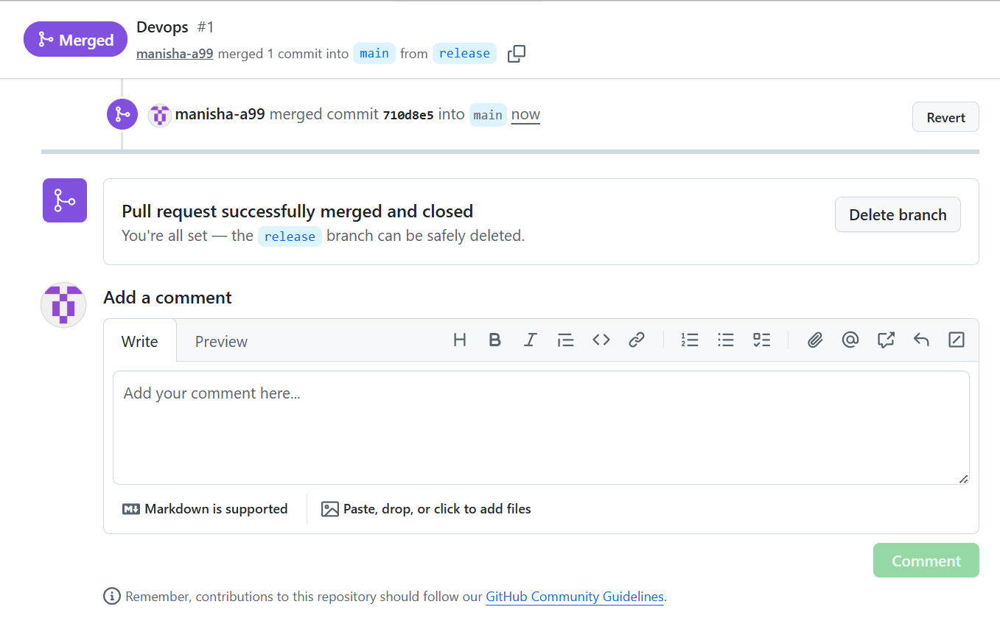 Merged
Devops #1
manisha-a99 merged 1 commit into main from release
manisha-a99 merged commit 710d8e5 into main now
Revert
Pull request successfully merged and closed
Delete branch
You're all set — the release branch can be safely deleted.
Add a comment
Write Preview
Add your comment here...
Markdown is supported
Paste, drop, or click to add files
Comment
Remember, contributions to this repository should follow our GitHub Community Guidelines.